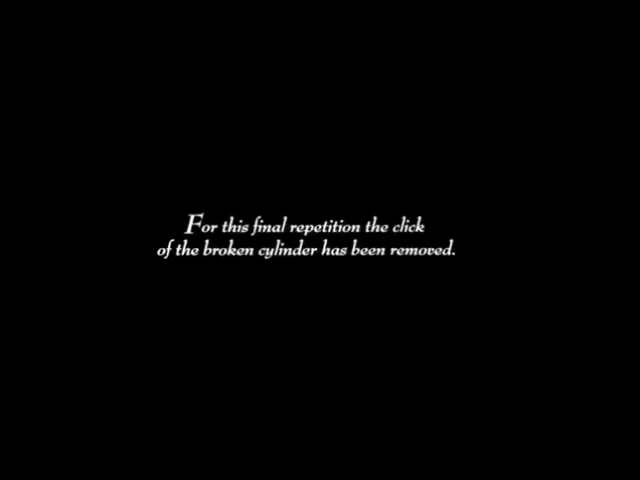 For this final repetition the click
of the broken cylinder has been removed.